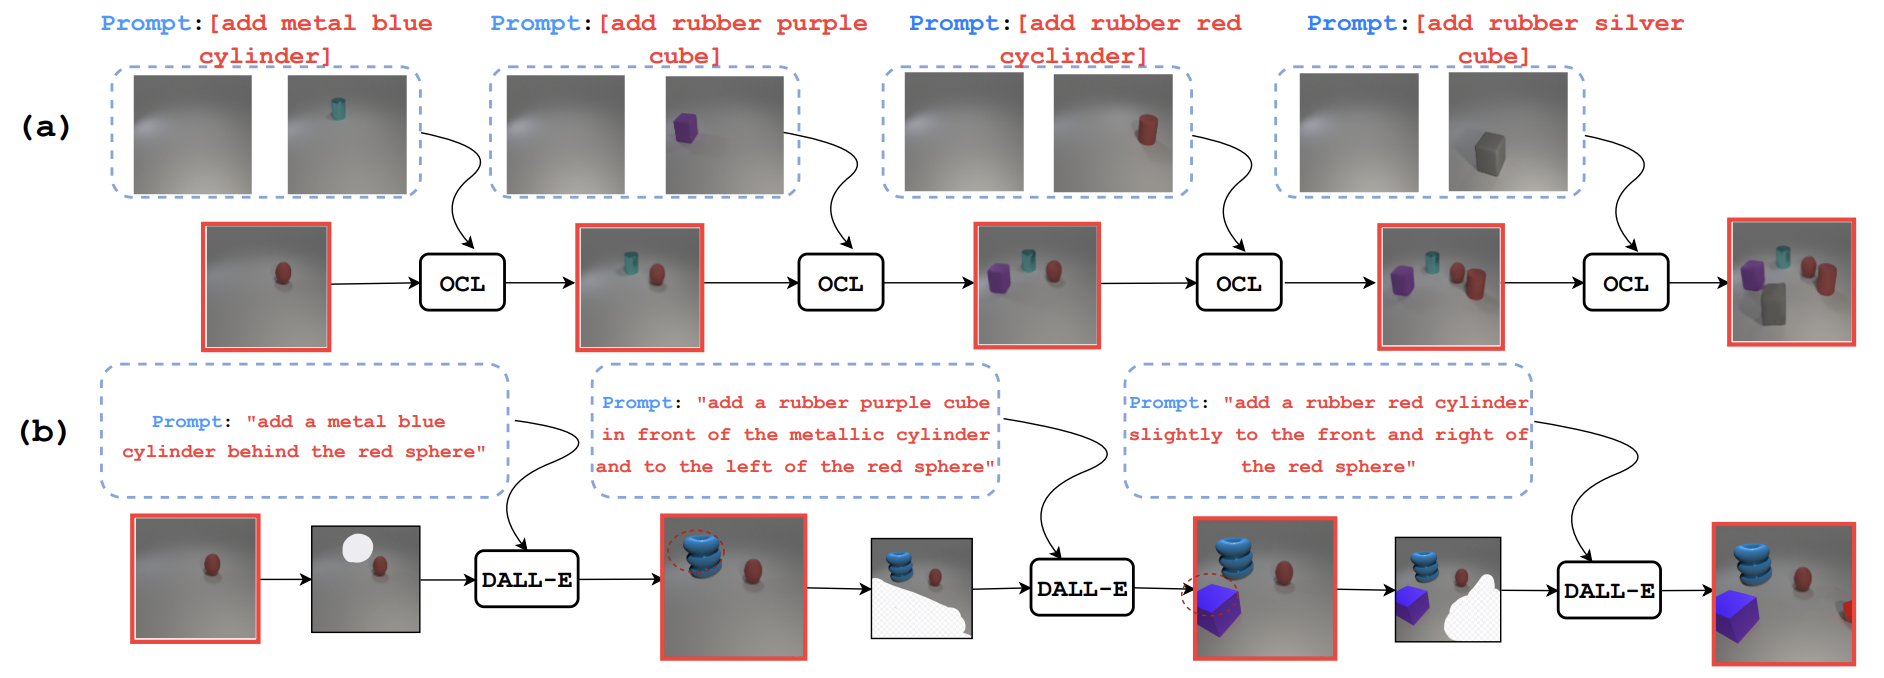 Prompt:[add metal blue
cylinder]
Prompt:[add rubber purple
cube]
Prompt:[add rubber red
cyclinder]
Prompt:[add rubber silver
cube]
(a)
OCL
OCL
OCL
OCL
(b)
Prompt: "add a metal blue
cylinder behind the red sphere"
Prompt: "add a rubber purple cube
in front of the metallic cylinder
and to the left of the red sphere"
Prompt: "add a rubber red cylinder
slightly to the front and right of
the red sphere"
DALL-E
DALL-E
DALL-E